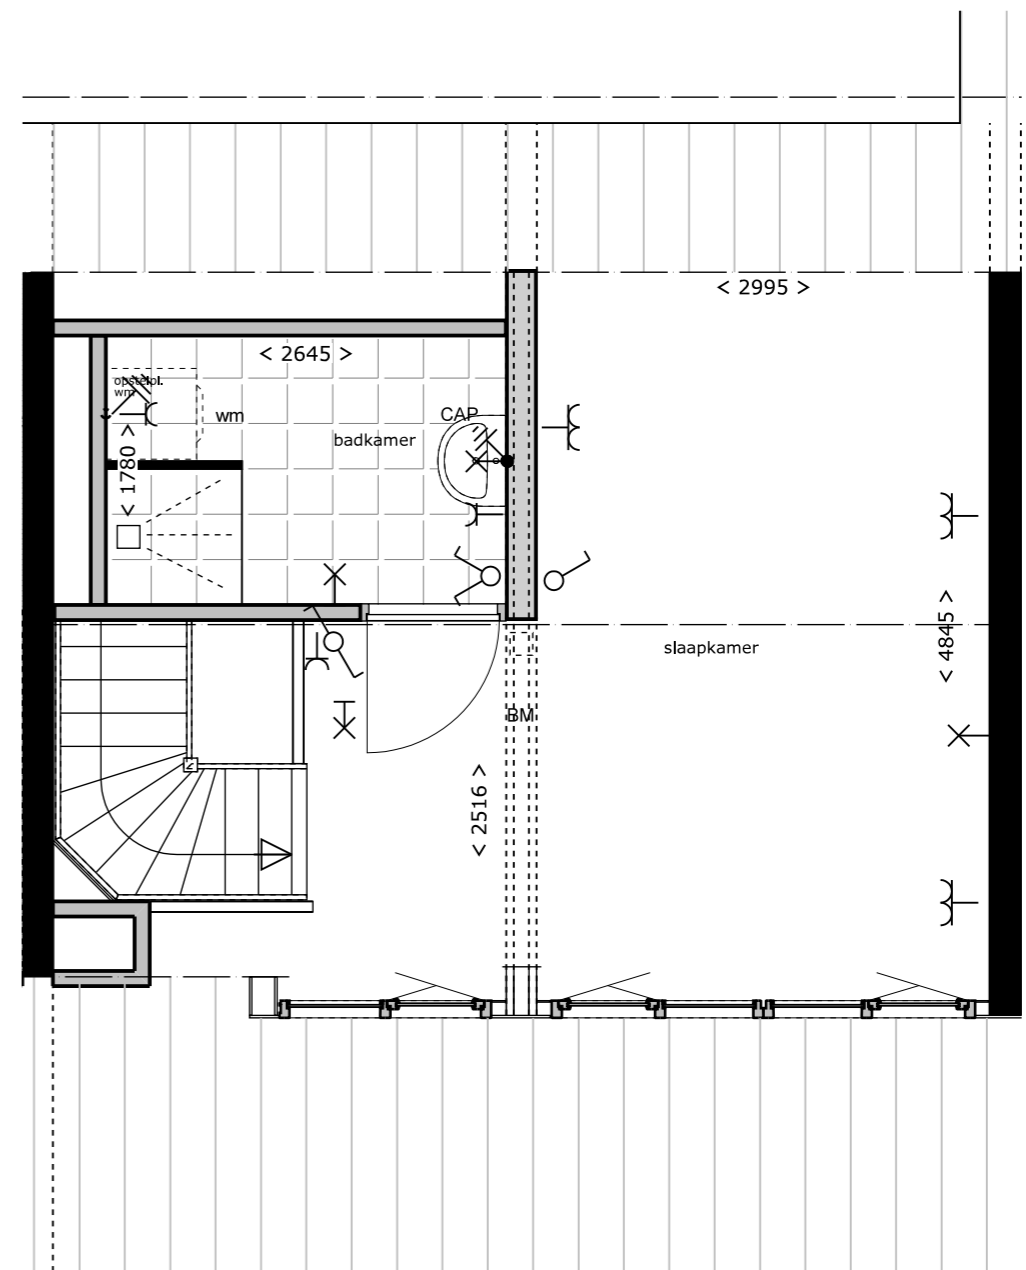 < 2995 >
< 2645 >
opstelpl.
wm
wm
CAP
badkamer
< 1780 >
< 4845 >
slaapkamer
BM
< 2516 >